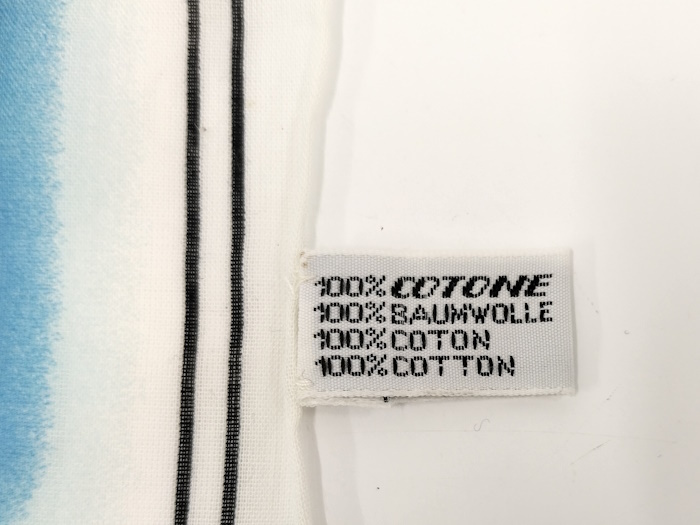 100% COTONE
100% BAUMWOLLE
100% COTON
100% COTTON